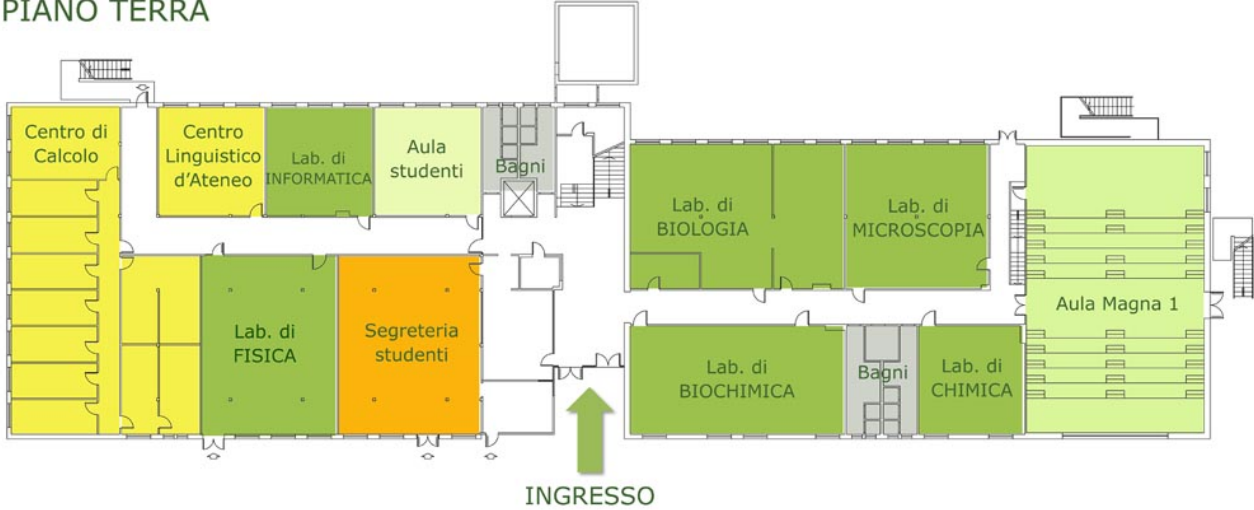 PIANO TERRA
Centro di
Calcolo
Centro
Linguistico
d'Ateneo
Lab. di
INFORMATICA
Aula
studenti
Bagni
Lab. di
BIOLOGIA
Lab. di
MICROSCOPIA
Aula Magna 1
Lab. di
FISICA
Segreteria
studenti
Lab. di
BIOCHIMICA
Bagni
Lab. di
CHIMICA
INGRESSO